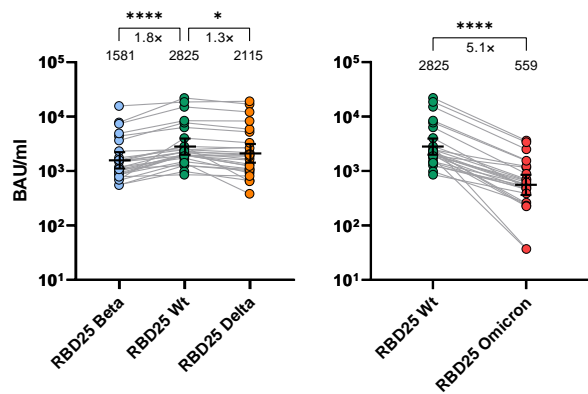 **** *
1.8× 1.3×
1581 2825 2115
10⁵
10⁴
10³
10²
10¹
BAU/ml
RBD25 Beta
RBD25 Wt
RBD25 Delta
****
5.1×
2825 559
10⁵
10⁴
10³
10²
10¹
RBD25 Wt
RBD25 Omicron